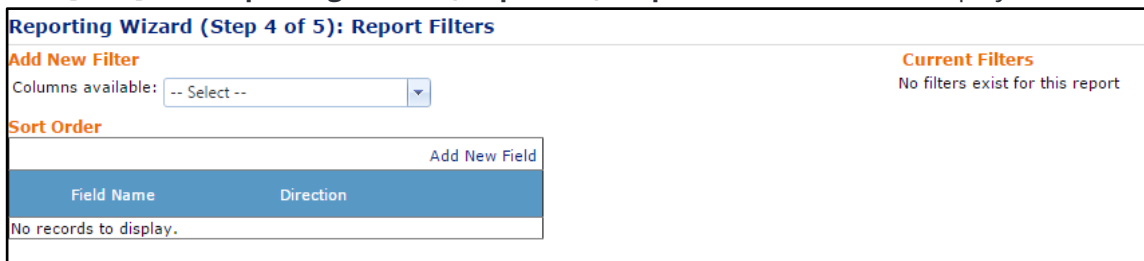 Reporting Wizard (Step 4 of 5): Report Filters
Add New Filter
Columns available: -- Select --
Current Filters
No filters exist for this report
Sort Order
Add New Field
Field Name Direction
No records to display.